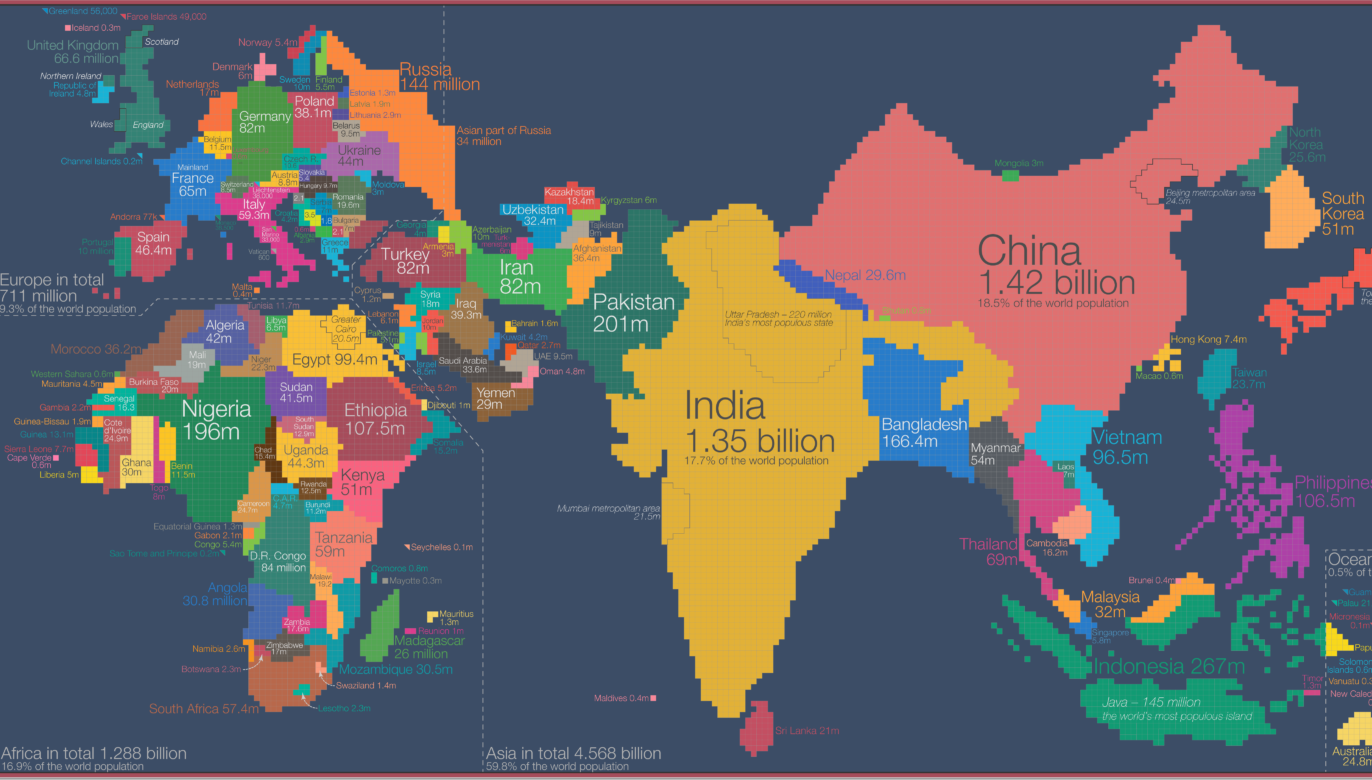 Greenland 56,000
Faroe Islands 49,000
Iceland 0.3m
United Kingdom
66.6 million
Scotland
Northern Ireland
Republic of
Ireland 4.8m
Wales
England
Channel Islands 0.2m
Norway 5.4m
Denmark
6m
Sweden
10m
Finland
5.5m
Netherlands
17m
Belgium
11.5m
Germany
82m
Poland
38.1m
Estonia 1.3m
Latvia 1.9m
Lithuania 2.9m
Belarus
9.5m
Russia
144 million
Asian part of Russia
34 million
Ukraine
44m
Moldova
Mainland
France
65m
Austria
8.8m
Hungary 9.7m
Romania
19.6m
Italy
59.3m
Greece
Andorra 77k
Spain
46.4m
Portugal
10 million
Malta
0.4m
Europe in total
711 million
9.3% of the world population
Georgia
Armenia
3m
Azerbaijan
10m
Turkey
82m
Cyprus
1.2m
Syria
18m
Lebanon
6.1m
Palestine
Israel
8.5m
Jordan
Iraq
39.3m
Iran
82m
Kazakhstan
18.4m
Kyrgyzstan 6m
Uzbekistan
32.4m
Tajikistan
9m
Afghanistan
36.4m
Bahrain 1.6m
Kuwait 4.2m
Qatar 2.7m
UAE 9.5m
Oman 4.8m
Saudi Arabia
33.6m
Yemen
29m
Pakistan
201m
Tunisia 11.7m
Algeria
42m
Libya
6.5m
Greater
Cairo
20.5m
Egypt 99.4m
Morocco 36.2m
Mali
19m
Niger
22.3m
Western Sahara 0.6m
Mauritania 4.5m
Burkina Faso
20m
Senegal
16.3
Gambia 2.2m
Guinea-Bissau 1.9m
Guinea 13.1m
Sierra Leone 7.7m
Cape Verde
0.6m
Liberia 5m
Cote
d'Ivoire
24.9m
Ghana
30m
Togo
8m
Benin
11.5m
Nigeria
196m
Sudan
41.5m
South
Sudan
12.9m
Chad
15.4m
Ethiopia
107.5m
Eritrea 5.2m
Djibouti 1m
Somalia
15.2m
Uganda
44.3m
Kenya
51m
Rwanda
12.5m
Burundi
11.2m
Cameroon
24.7m
Equatorial Guinea 1.3m
Gabon 2.1m
Congo 5.4m
Sao Tome and Principe 0.2m
D.R. Congo
84 million
Tanzania
59m
Malawi
19.2
Angola
30.8 million
Zambia
17.6m
Zimbabwe
17m
Namibia 2.6m
Botswana 2.3m
South Africa 57.4m
Swaziland 1.4m
Lesotho 2.3m
Mozambique 30.5m
Seychelles 0.1m
Comoros 0.8m
Mayotte 0.3m
Mauritius
1.3m
Reunion 1m
Madagascar
26 million
Africa in total 1.288 billion
16.9% of the world population
Asia in total 4.568 billion
59.8% of the world population
Nepal 29.6m
Uttar Pradesh – 220 million
India's most populous state
India
1.35 billion
17.7% of the world population
Mumbai metropolitan area
21.5m
Maldives 0.4m
Sri Lanka 21m
Bangladesh
166.4m
Myanmar
54m
Mongolia 3m
China
1.42 billion
18.5% of the world population
Beijing metropolitan area
24.5m
North
Korea
25.6m
South
Korea
51m
Hong Kong 7.4m
Macao 0.6m
Taiwan
23.7m
Vietnam
96.5m
Laos
7m
Thailand
69m
Cambodia
16.2m
Philippines
106.5m
Brunei 0.4m
Malaysia
32m
Singapore
5.8m
Indonesia 267m
Java – 145 million
the world's most populous island
Timor
1.3m
Ocean
0.5% of t
Guam
Palau 21
Micronesia
0.1m
Papu
Solomon
Islands 0.6m
Vanuatu 0.3
New Caled
Australia
24.8m